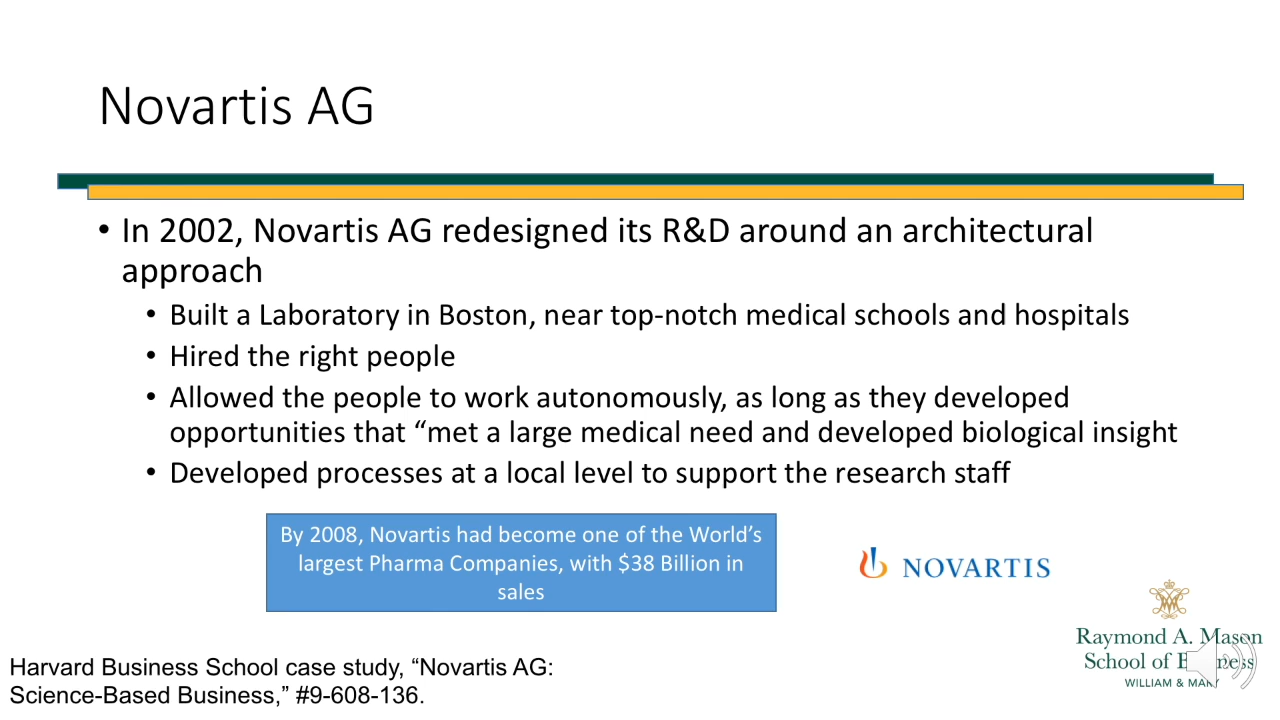 Novartis AG
• In 2002, Novartis AG redesigned its R&D around an architectural
approach
• Built a Laboratory in Boston, near top-notch medical schools and hospitals
• Hired the right people
• Allowed the people to work autonomously, as long as they developed
opportunities that “met a large medical need and developed biological insight
• Developed processes at a local level to support the research staff
By 2008, Novartis had become one of the World’s
largest Pharma Companies, with $38 Billion in
sales
NOVARTIS
Raymond A. Mason
School of Business
WILLIAM & MARY
Harvard Business School case study, “Novartis AG:
Science-Based Business,” #9-608-136.